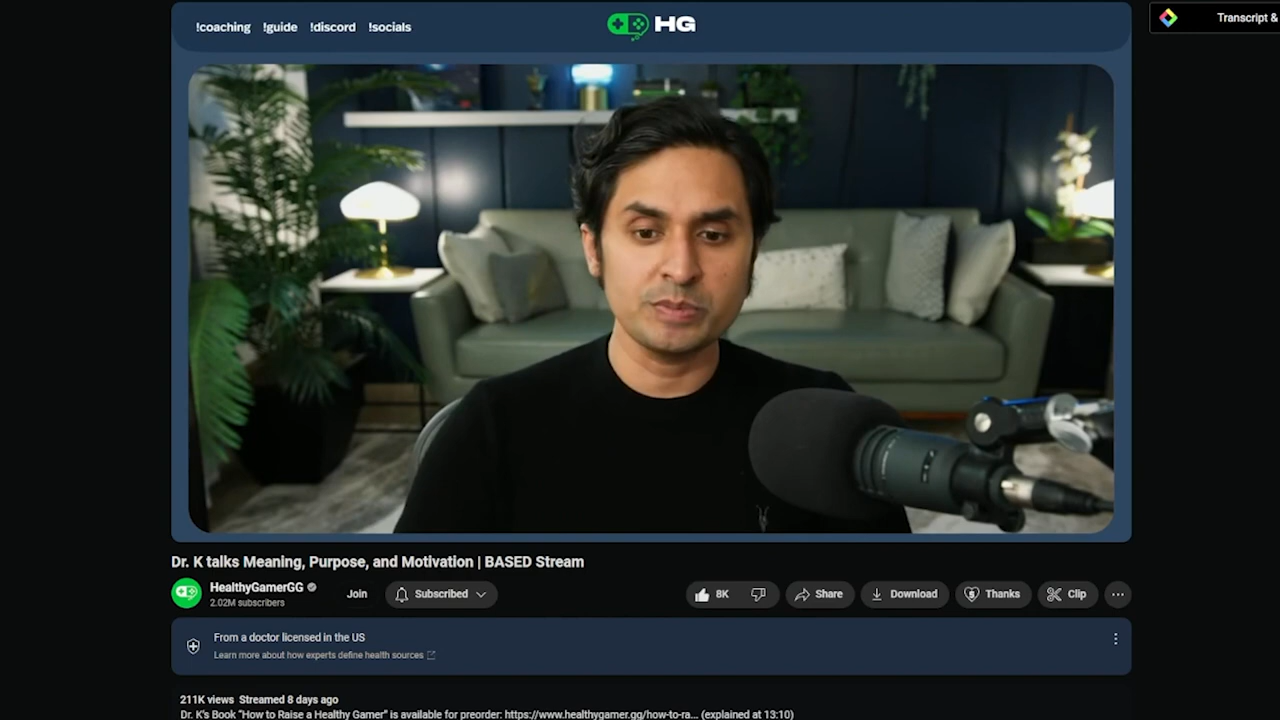 !coaching !guide !discord !socials
HG
Transcript &
Dr. K talks Meaning, Purpose, and Motivation | BASED Stream
HealthyGamerGG
2.02M subscribers
Join
Subscribed
8K
Share
Download
Thanks
Clip
From a doctor licensed in the US
Learn more about how experts define health sources
211K views Streamed 8 days ago
Dr. K's Book "How to Raise a Healthy Gamer" is available for preorder: https://www.healthygamer.gg/how-to-ra... (explained at 13:10)